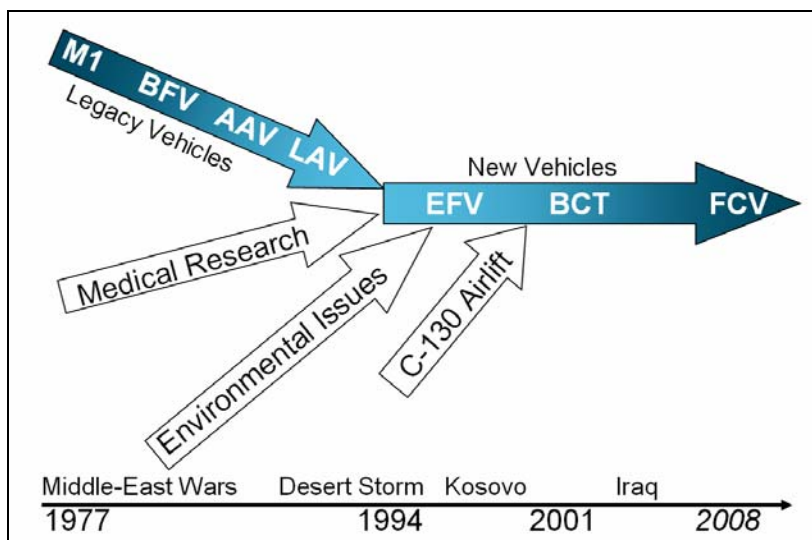 M1 BFV AAV LAV
Legacy Vehicles
New Vehicles
EFV BCT FCV
Medical Research
Environmental Issues
C-130 Airlift
Middle-East Wars Desert Storm Kosovo Iraq
1977 1994 2001 2008